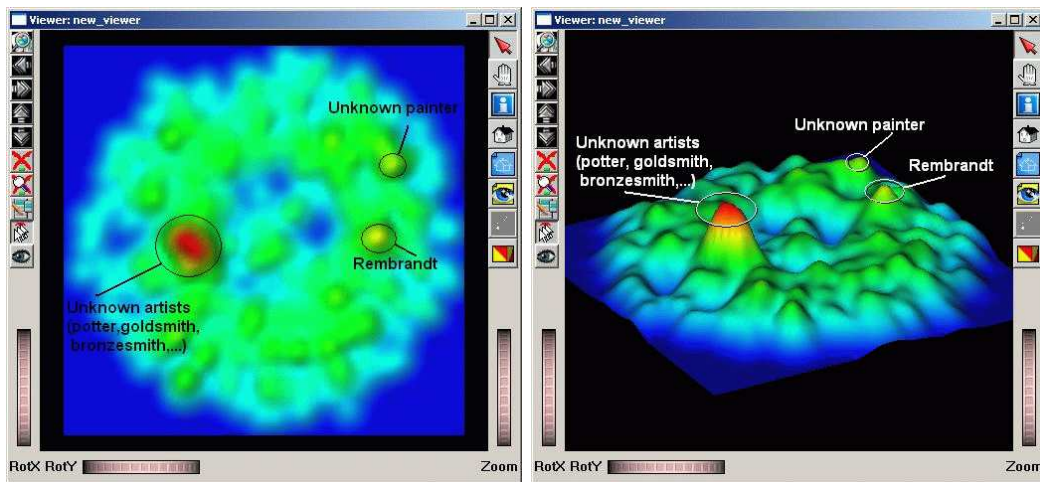 Viewer: new_viewer
Unknown painter
Rembrandt
Unknown artists
(potter,goldsmith,
bronzesmith,...)
RotX RotY
Zoom
Viewer: new_viewer
Unknown painter
Unknown artists
(potter, goldsmith,
bronzesmith,...)
Rembrandt
RotX RotY
Zoom